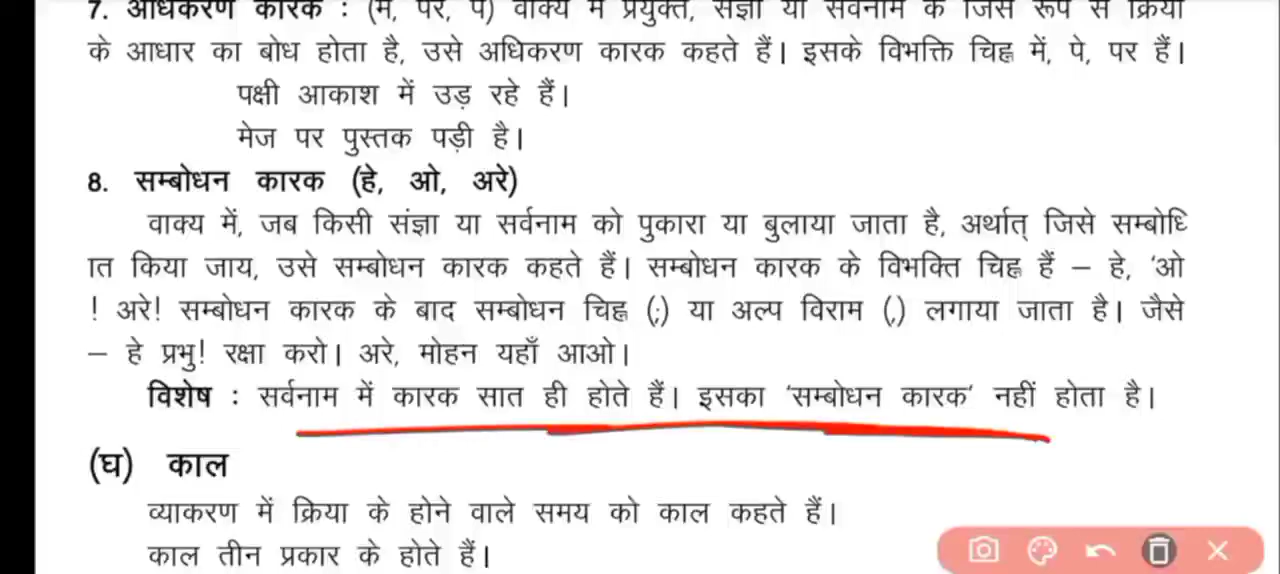 7. अधिकरण कारक : (में, पर, पे) वाक्य में प्रयुक्त, संज्ञा या सर्वनाम के जिस रूप से क्रिया
के आधार का बोध होता है, उसे अधिकरण कारक कहते हैं। इसके विभक्ति चिह्न में, पे, पर हैं।
पक्षी आकाश में उड़ रहे हैं।
मेज पर पुस्तक पड़ी है।
8. सम्बोधन कारक (हे, ओ, अरे)
वाक्य में, जब किसी संज्ञा या सर्वनाम को पुकारा या बुलाया जाता है, अर्थात् जिसे सम्बोधि
ात किया जाय, उसे सम्बोधन कारक कहते हैं। सम्बोधन कारक के विभक्ति चिह्न हैं – हे, 'ओ
! अरे! सम्बोधन कारक के बाद सम्बोधन चिह्न (;) या अल्प विराम (,) लगाया जाता है। जैसे
– हे प्रभु! रक्षा करो। अरे, मोहन यहाँ आओ।
विशेष : सर्वनाम में कारक सात ही होते हैं। इसका 'सम्बोधन कारक' नहीं होता है।
(घ) काल
व्याकरण में क्रिया के होने वाले समय को काल कहते हैं।
काल तीन प्रकार के होते हैं।